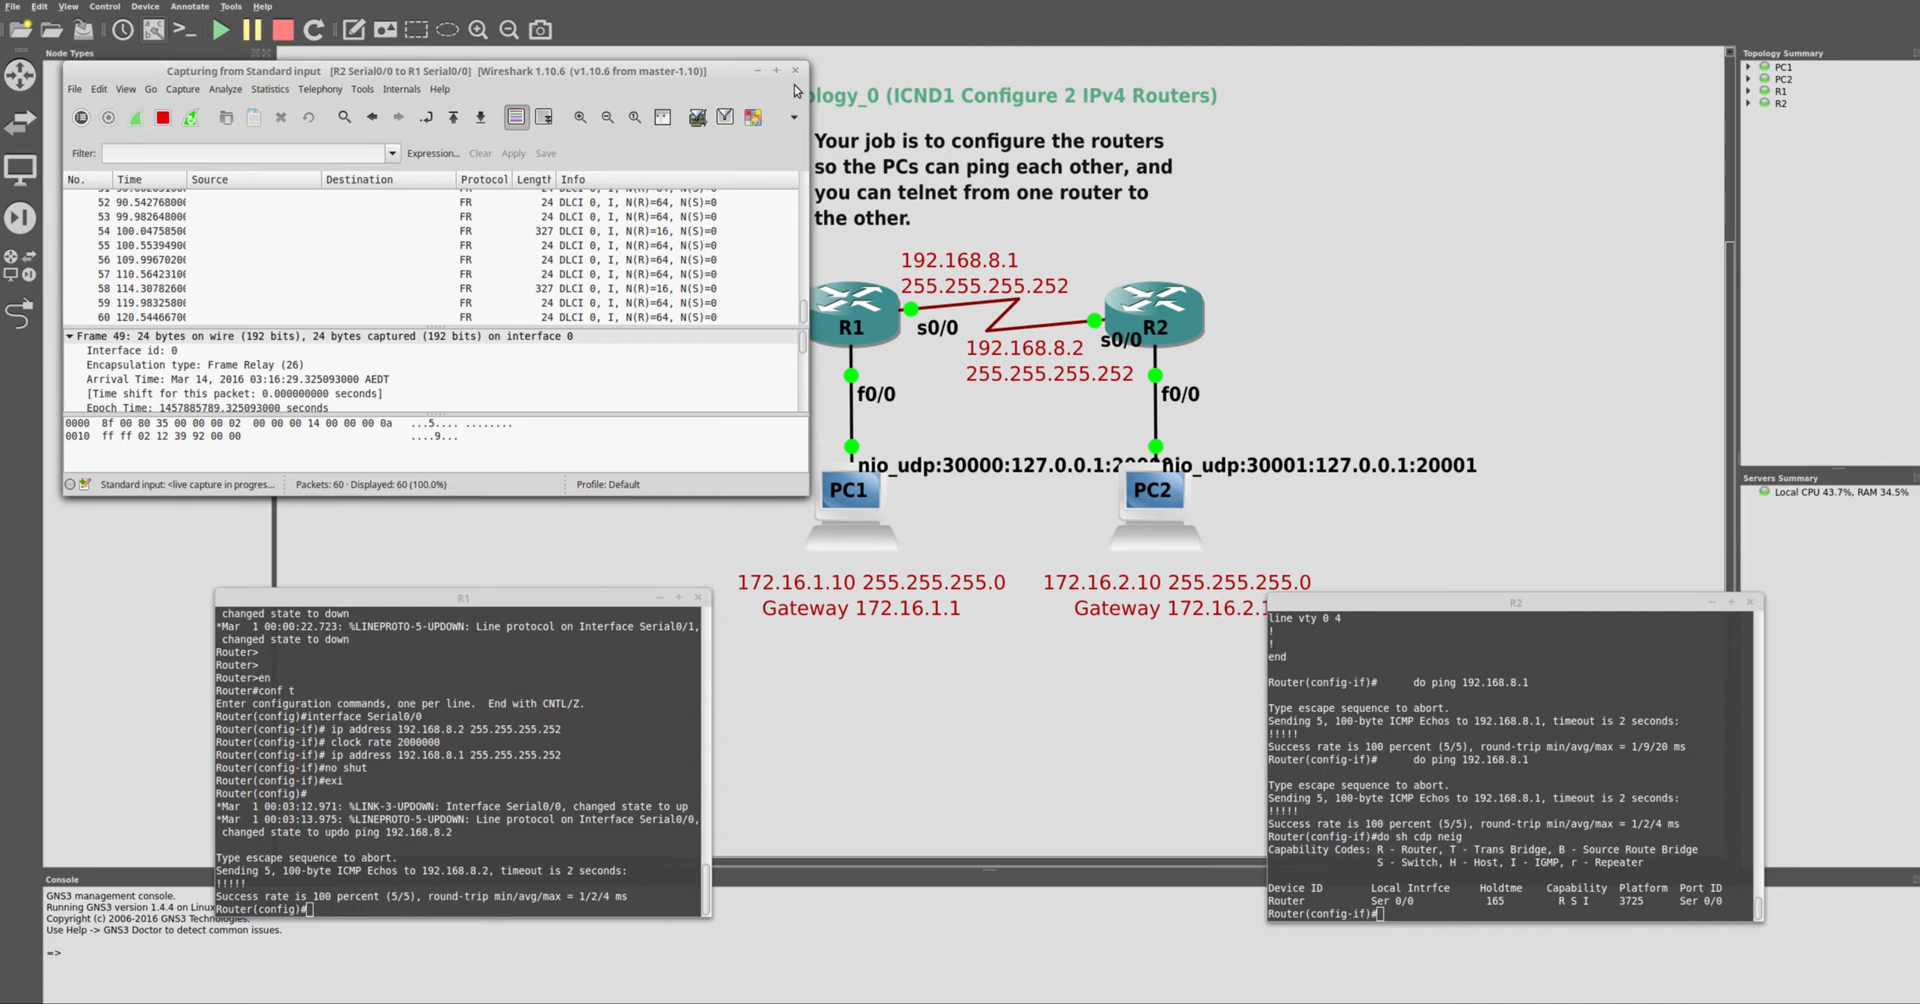 File Edit View Control Device Annotate Tools Help
Node Types
Capturing from Standard input [R2 Serial0/0 to R1 Serial0/0] [Wireshark 1.10.6 (v1.10.6 from master-1.10)]
File Edit View Go Capture Analyze Statistics Telephony Tools Internals Help
Filter: Expression... Clear Apply Save
No. Time Source Destination Protocol Length Info
52 90.542768000 FR 24 DLCI 0, I, N(R)=64, N(S)=0
53 99.982648000 FR 24 DLCI 0, I, N(R)=64, N(S)=0
54 100.04758500 FR 327 DLCI 0, I, N(R)=16, N(S)=0
55 100.55394900 FR 24 DLCI 0, I, N(R)=64, N(S)=0
56 109.99670200 FR 24 DLCI 0, I, N(R)=64, N(S)=0
57 110.56423100 FR 24 DLCI 0, I, N(R)=64, N(S)=0
58 114.30782600 FR 327 DLCI 0, I, N(R)=16, N(S)=0
59 119.98325800 FR 24 DLCI 0, I, N(R)=64, N(S)=0
60 120.54466700 FR 24 DLCI 0, I, N(R)=64, N(S)=0
Frame 49: 24 bytes on wire (192 bits), 24 bytes captured (192 bits) on interface 0
Interface id: 0
Encapsulation type: Frame Relay (26)
Arrival Time: Mar 14, 2016 03:16:29.325093000 AEDT
[Time shift for this packet: 0.000000000 seconds]
Epoch Time: 1457885789.325093000 seconds
0000 8f 00 80 35 00 00 00 02 00 00 00 14 00 00 00 0a ...5.... ........
0010 ff ff 02 12 39 92 00 00 ....9...
Standard input: <live capture in progres... Packets: 60 · Displayed: 60 (100.0%) Profile: Default
ology_0 (ICND1 Configure 2 IPv4 Routers)
Your job is to configure the routers
so the PCs can ping each other, and
you can telnet from one router to
the other.
192.168.8.1
255.255.255.252
R1 s0/0
R2
s0/0
192.168.8.2
255.255.255.252
f0/0 f0/0
nio_udp:30000:127.0.0.1:2
nio_udp:30001:127.0.0.1:20001
PC1 PC2
172.16.1.10 255.255.255.0
Gateway 172.16.1.1
172.16.2.10 255.255.255.0
Gateway 172.16.2.1
Topology Summary
PC1
PC2
R1
R2
Servers Summary
Local CPU 43.7%, RAM 34.5%
R1
changed state to down
*Mar 1 00:00:22.723: %LINEPROTO-5-UPDOWN: Line protocol on Interface Serial0/1,
changed state to down
Router>
Router>
Router>en
Router#conf t
Enter configuration commands, one per line. End with CNTL/Z.
Router(config)#interface Serial0/0
Router(config-if)# ip address 192.168.8.2 255.255.255.252
Router(config-if)# clock rate 2000000
Router(config-if)# ip address 192.168.8.1 255.255.255.252
Router(config-if)#no shut
Router(config-if)#exi
Router(config)#
*Mar 1 00:03:12.971: %LINK-3-UPDOWN: Interface Serial0/0, changed state to up
*Mar 1 00:03:13.975: %LINEPROTO-5-UPDOWN: Line protocol on Interface Serial0/0,
changed state to updo ping 192.168.8.2
Type escape sequence to abort.
Sending 5, 100-byte ICMP Echos to 192.168.8.2, timeout is 2 seconds:
!!!!!
Success rate is 100 percent (5/5), round-trip min/avg/max = 1/2/4 ms
Router(config)#
R2
line vty 0 4
!
!
end
Router(config-if)# do ping 192.168.8.1
Type escape sequence to abort.
Sending 5, 100-byte ICMP Echos to 192.168.8.1, timeout is 2 seconds:
!!!!!
Success rate is 100 percent (5/5), round-trip min/avg/max = 1/9/20 ms
Router(config-if)# do ping 192.168.8.1
Type escape sequence to abort.
Sending 5, 100-byte ICMP Echos to 192.168.8.1, timeout is 2 seconds:
!!!!!
Success rate is 100 percent (5/5), round-trip min/avg/max = 1/2/4 ms
Router(config-if)#do sh cdp neig
Capability Codes: R - Router, T - Trans Bridge, B - Source Route Bridge
S - Switch, H - Host, I - IGMP, r - Repeater
Device ID Local Intrfce Holdtme Capability Platform Port ID
Router Ser 0/0 165 R S I 3725 Ser 0/0
Router(config-if)#
Console
GNS3 management console.
Running GNS3 version 1.4.4 on Linux
Copyright (c) 2006-2016 GNS3 Technologies.
Use Help -> GNS3 Doctor to detect common issues.
=>